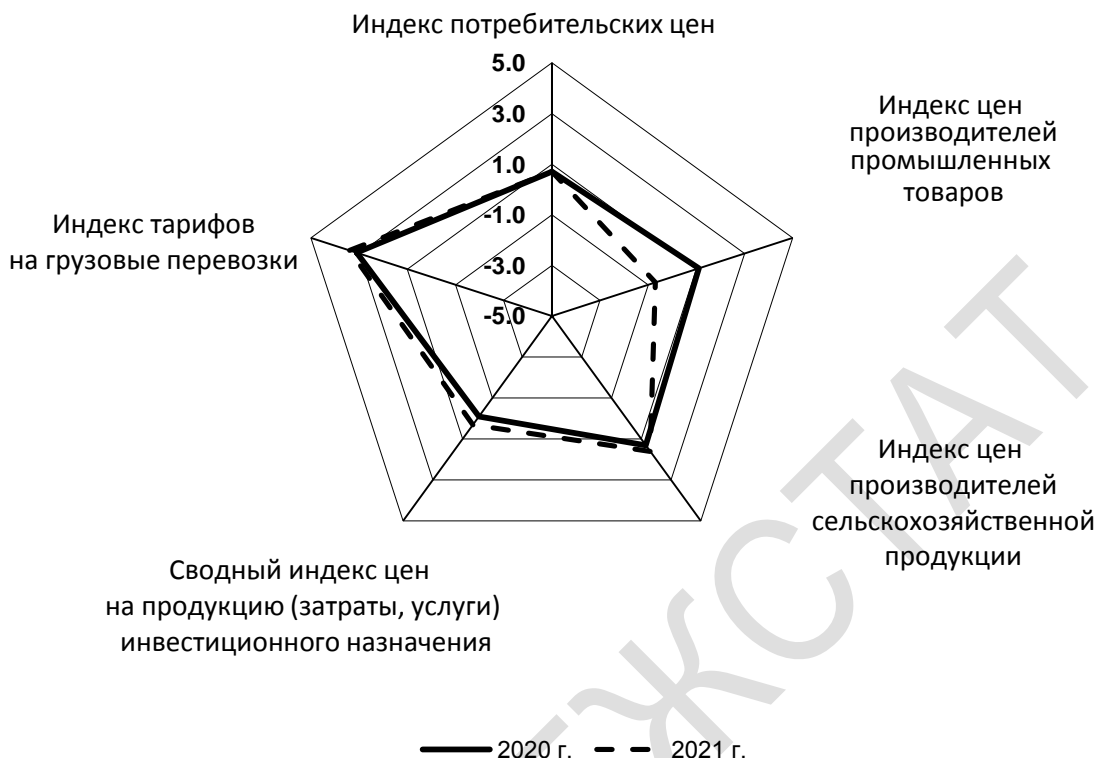 Индекс потребительских цен
5.0
3.0
1.0
-1.0
-3.0
-5.0
Индекс цен
производителей
промышленных
товаров
Индекс тарифов
на грузовые перевозки
Индекс цен
производителей
сельскохозяйственной
продукции
Сводный индекс цен
на продукцию (затраты, услуги)
инвестиционного назначения
2020 г.
2021 г.
ЖСТАТ